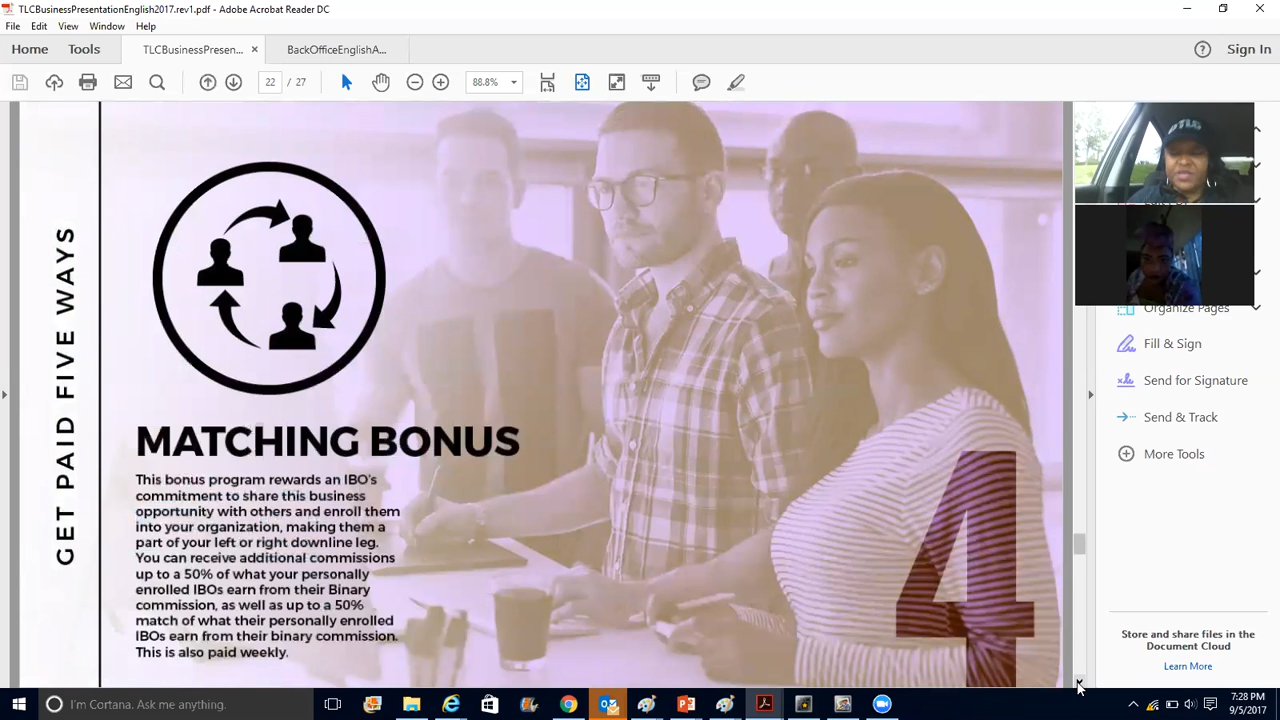 TLCBusinessPresentationEnglish2017.rev1.pdf - Adobe Acrobat Reader DC
File Edit View Window Help
Home Tools TLCBusinessPresen... × BackOfficeEnglishA... Sign In
22 / 27 88.8%
GET PAID FIVE WAYS
MATCHING BONUS
This bonus program rewards an IBO's
commitment to share this business
opportunity with others and enroll them
into your organization, making them a
part of your left or right downline leg.
You can receive additional commissions
up to a 50% of what your personally
enrolled IBOs earn from their Binary
commission, as well as up to a 50%
match of what their personally enrolled
IBOs earn from their binary commission.
This is also paid weekly.
4
Organize Pages
Fill & Sign
Send for Signature
Send & Track
More Tools
Store and share files in the
Document Cloud
Learn More
I'm Cortana. Ask me anything.
7:28 PM
9/5/2017